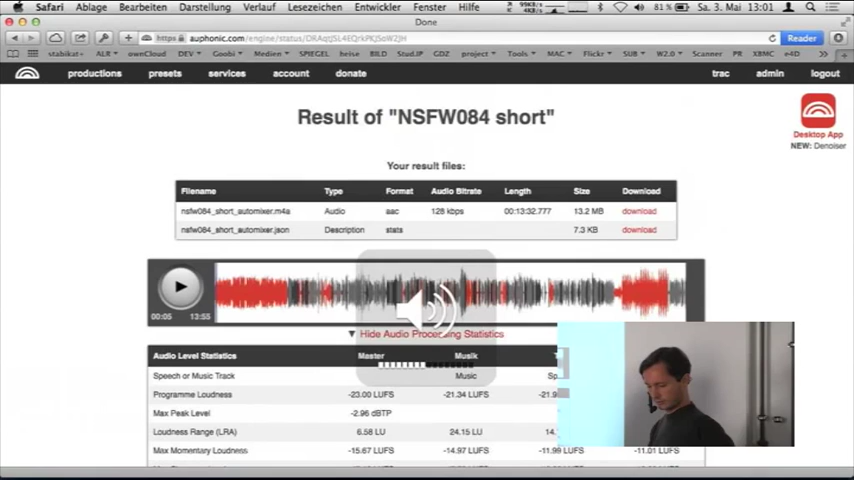 Safari Ablage Bearbeiten Darstellung Verlauf Lesezeichen Entwickler Fenster Hilfe 81 % Sa. 3. Mai 13:01
Done
https auphonic.com/engine/status/ Reader
stabikat ALR ownCloud DEV Goobi Medien SPIEGEL heise BILD Stud.IP GDZ project Tools MAC Flickr SUB W2.0 Scanner PR XBMC e4D
productions presets services account donate trac admin logout
Result of "NSFW084 short"
Desktop App
NEW: Denoiser
Your result files:
Filename Type Format Audio Bitrate Length Size Download
nsfw084_short_automixer.m4a Audio aac 128 kbps 00:13:32.777 13.2 MB download
nsfw084_short_automixer.json Description stats 7.3 KB download
00:05 13:55
▼ Hide Audio Processing Statistics
Audio Level Statistics Master Musik
Speech or Music Track Music
Programme Loudness -23.00 LUFS -21.34 LUFS
Max Peak Level -2.96 dBTP
Loudness Range (LRA) 6.58 LU 24.15 LU
Max Momentary Loudness -15.67 LUFS -14.97 LUFS -11.99 LUFS -11.01 LUFS